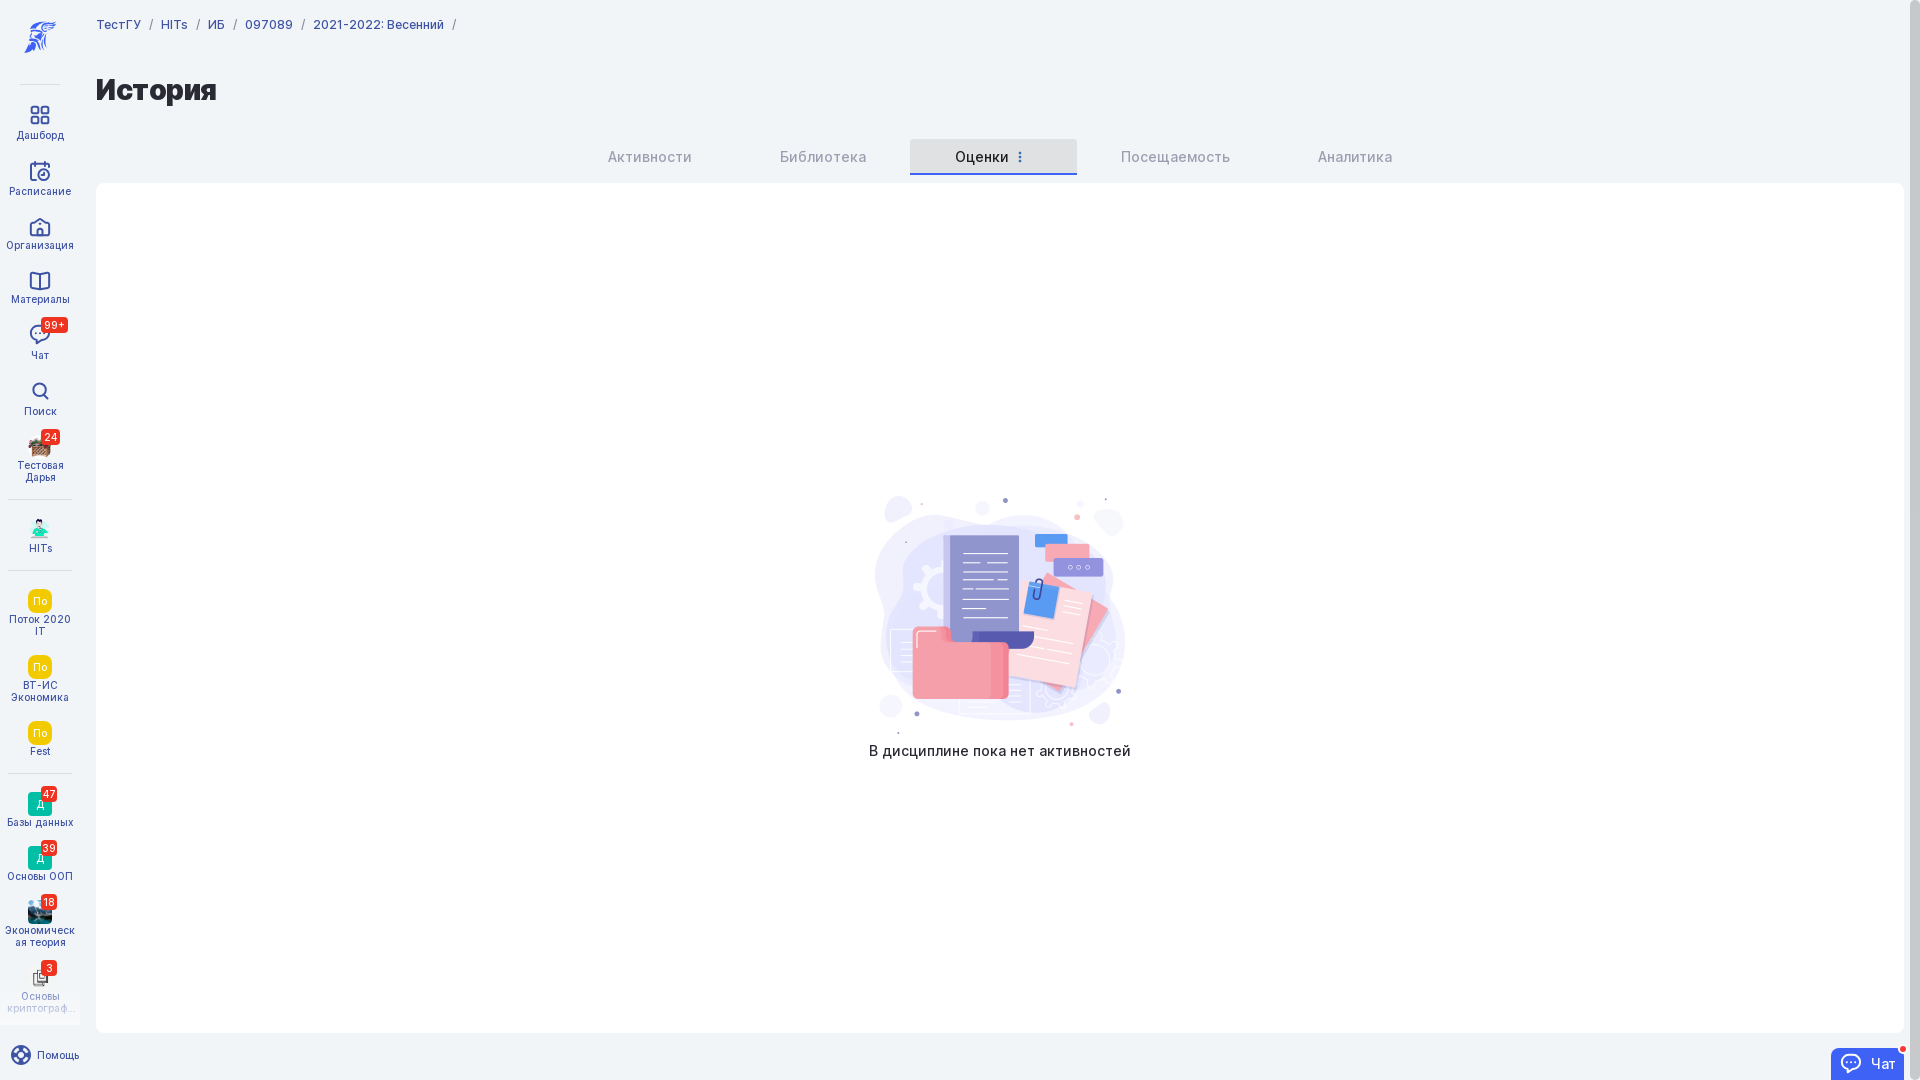 ТестГУ / HITs / ИБ / 097089 / 2021-2022: Весенний /
История
Активности
Библиотека
Оценки
Посещаемость
Аналитика
Дашборд
Расписание
Организация
Материалы
99+
Чат
Поиск
24
Тестовая
Дарья
HITs
По
Поток 2020
IT
По
ВТ-ИС
Экономика
По
Fest
47
Д
Базы данных
39
Д
Основы ООП
18
Экономическ
ая теория
3
Основы
криптограф...
Помощь
В дисциплине пока нет активностей
Чат